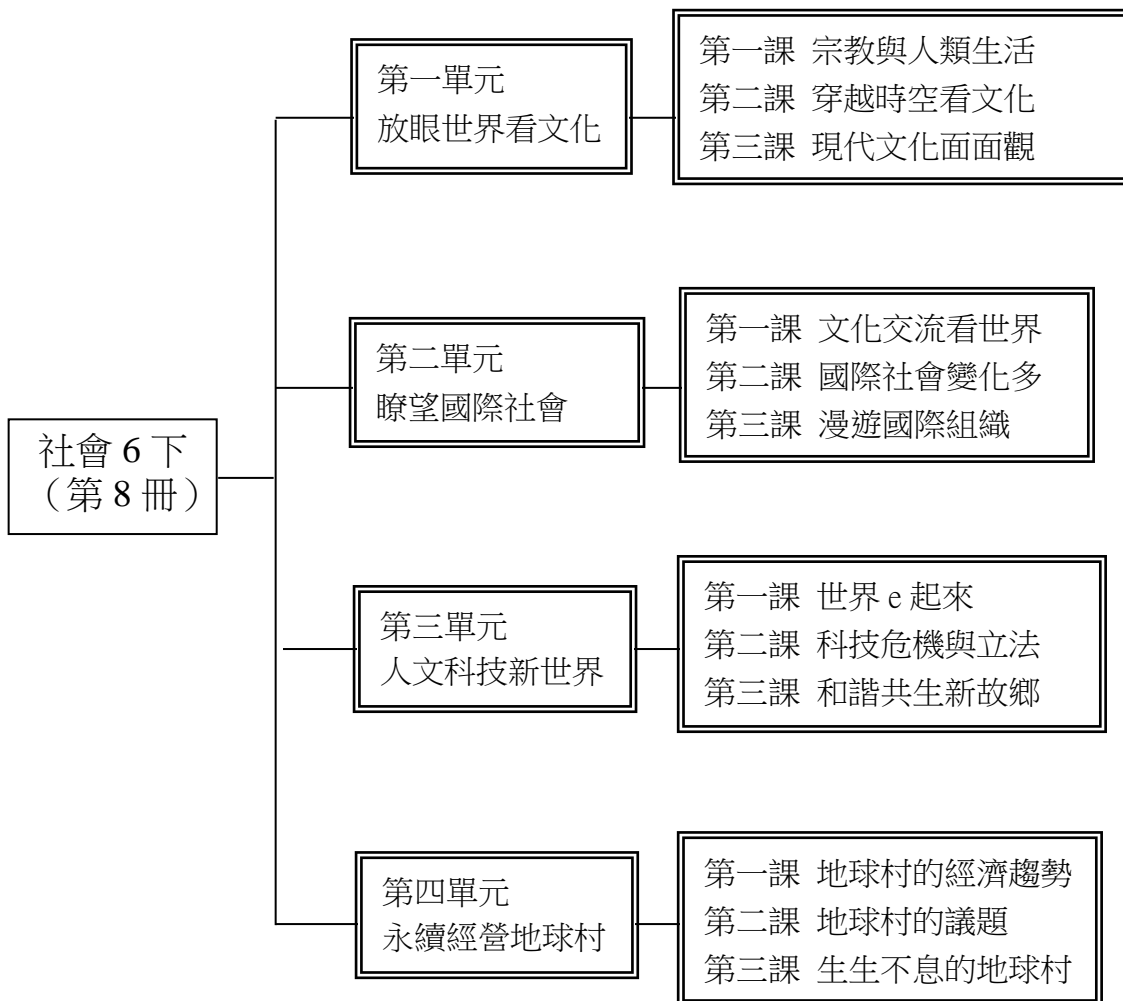 社會 6 下
（第 8 冊）
第一單元
放眼世界看文化
第一課 宗教與人類生活
第二課 穿越時空看文化
第三課 現代文化面面觀
第二單元
瞭望國際社會
第一課 文化交流看世界
第二課 國際社會變化多
第三課 漫遊國際組織
第三單元
人文科技新世界
第一課 世界 e 起來
第二課 科技危機與立法
第三課 和諧共生新故鄉
第四單元
永續經營地球村
第一課 地球村的經濟趨勢
第二課 地球村的議題
第三課 生生不息的地球村